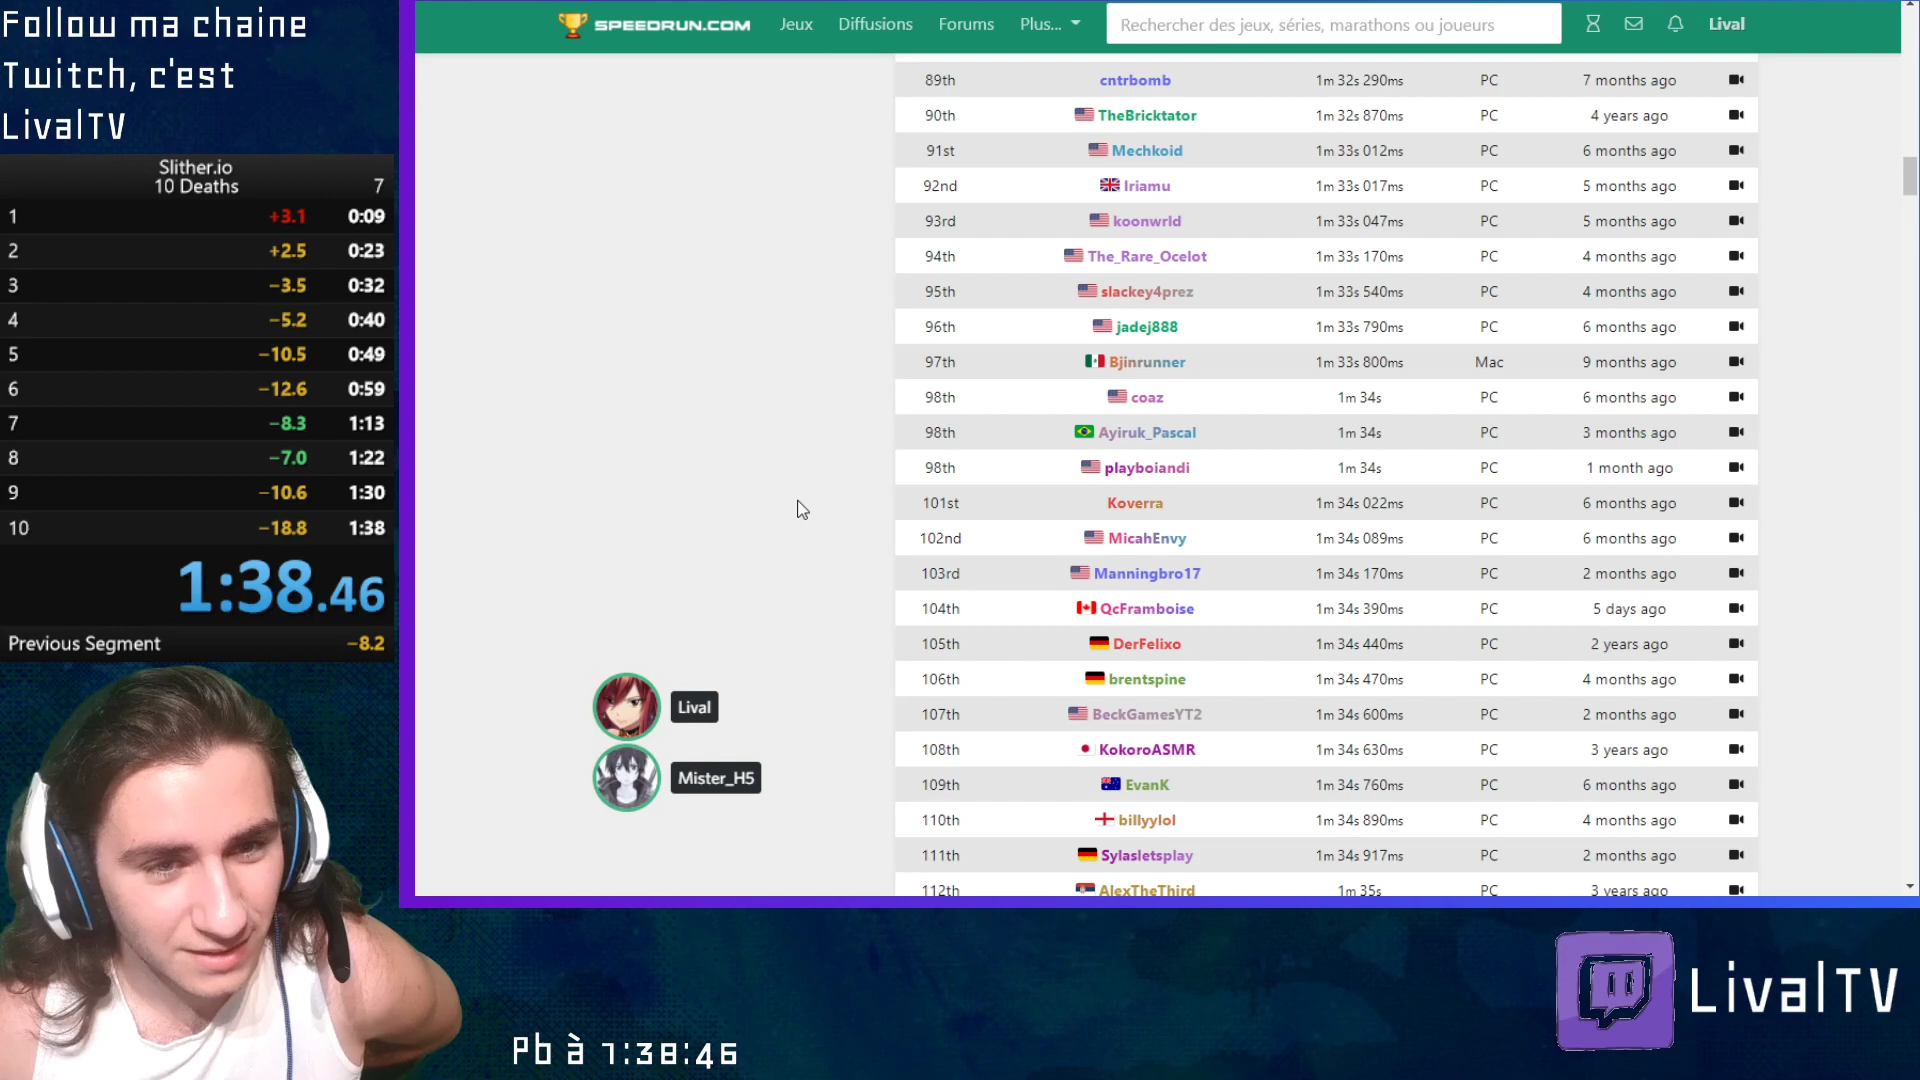 Follow ma chaine
Twitch, c'est
LivalTV
Slither.io
10 Deaths 7
1 +3.1 0:09
2 +2.5 0:23
3 −3.5 0:32
4 −5.2 0:40
5 −10.5 0:49
6 −12.6 0:59
7 −8.3 1:13
8 −7.0 1:22
9 −10.6 1:30
10 −18.8 1:38
1:38.46
Previous Segment −8.2
SPEEDRUN.COM Jeux Diffusions Forums Plus... Rechercher des jeux, séries, marathons ou joueurs Lival
89th cntrbomb 1m 32s 290ms PC 7 months ago
90th TheBricktator 1m 32s 870ms PC 4 years ago
91st Mechkoid 1m 33s 012ms PC 6 months ago
92nd Iriamu 1m 33s 017ms PC 5 months ago
93rd koonwrld 1m 33s 047ms PC 5 months ago
94th The_Rare_Ocelot 1m 33s 170ms PC 4 months ago
95th slackey4prez 1m 33s 540ms PC 4 months ago
96th jadej888 1m 33s 790ms PC 6 months ago
97th Bjinrunner 1m 33s 800ms Mac 9 months ago
98th coaz 1m 34s PC 6 months ago
98th Ayiruk_Pascal 1m 34s PC 3 months ago
98th playboiandi 1m 34s PC 1 month ago
101st Koverra 1m 34s 022ms PC 6 months ago
102nd MicahEnvy 1m 34s 089ms PC 6 months ago
103rd Manningbro17 1m 34s 170ms PC 2 months ago
104th QcFramboise 1m 34s 390ms PC 5 days ago
105th DerFelixo 1m 34s 440ms PC 2 years ago
106th brentspine 1m 34s 470ms PC 4 months ago
107th BeckGamesYT2 1m 34s 600ms PC 2 months ago
108th KokoroASMR 1m 34s 630ms PC 3 years ago
109th EvanK 1m 34s 760ms PC 6 months ago
110th billyylol 1m 34s 890ms PC 4 months ago
111th Sylasletsplay 1m 34s 917ms PC 2 months ago
112th AlexTheThird 1m 35s PC 3 years ago
Lival
Mister_H5
LivalTV
Pb à 1:38:46